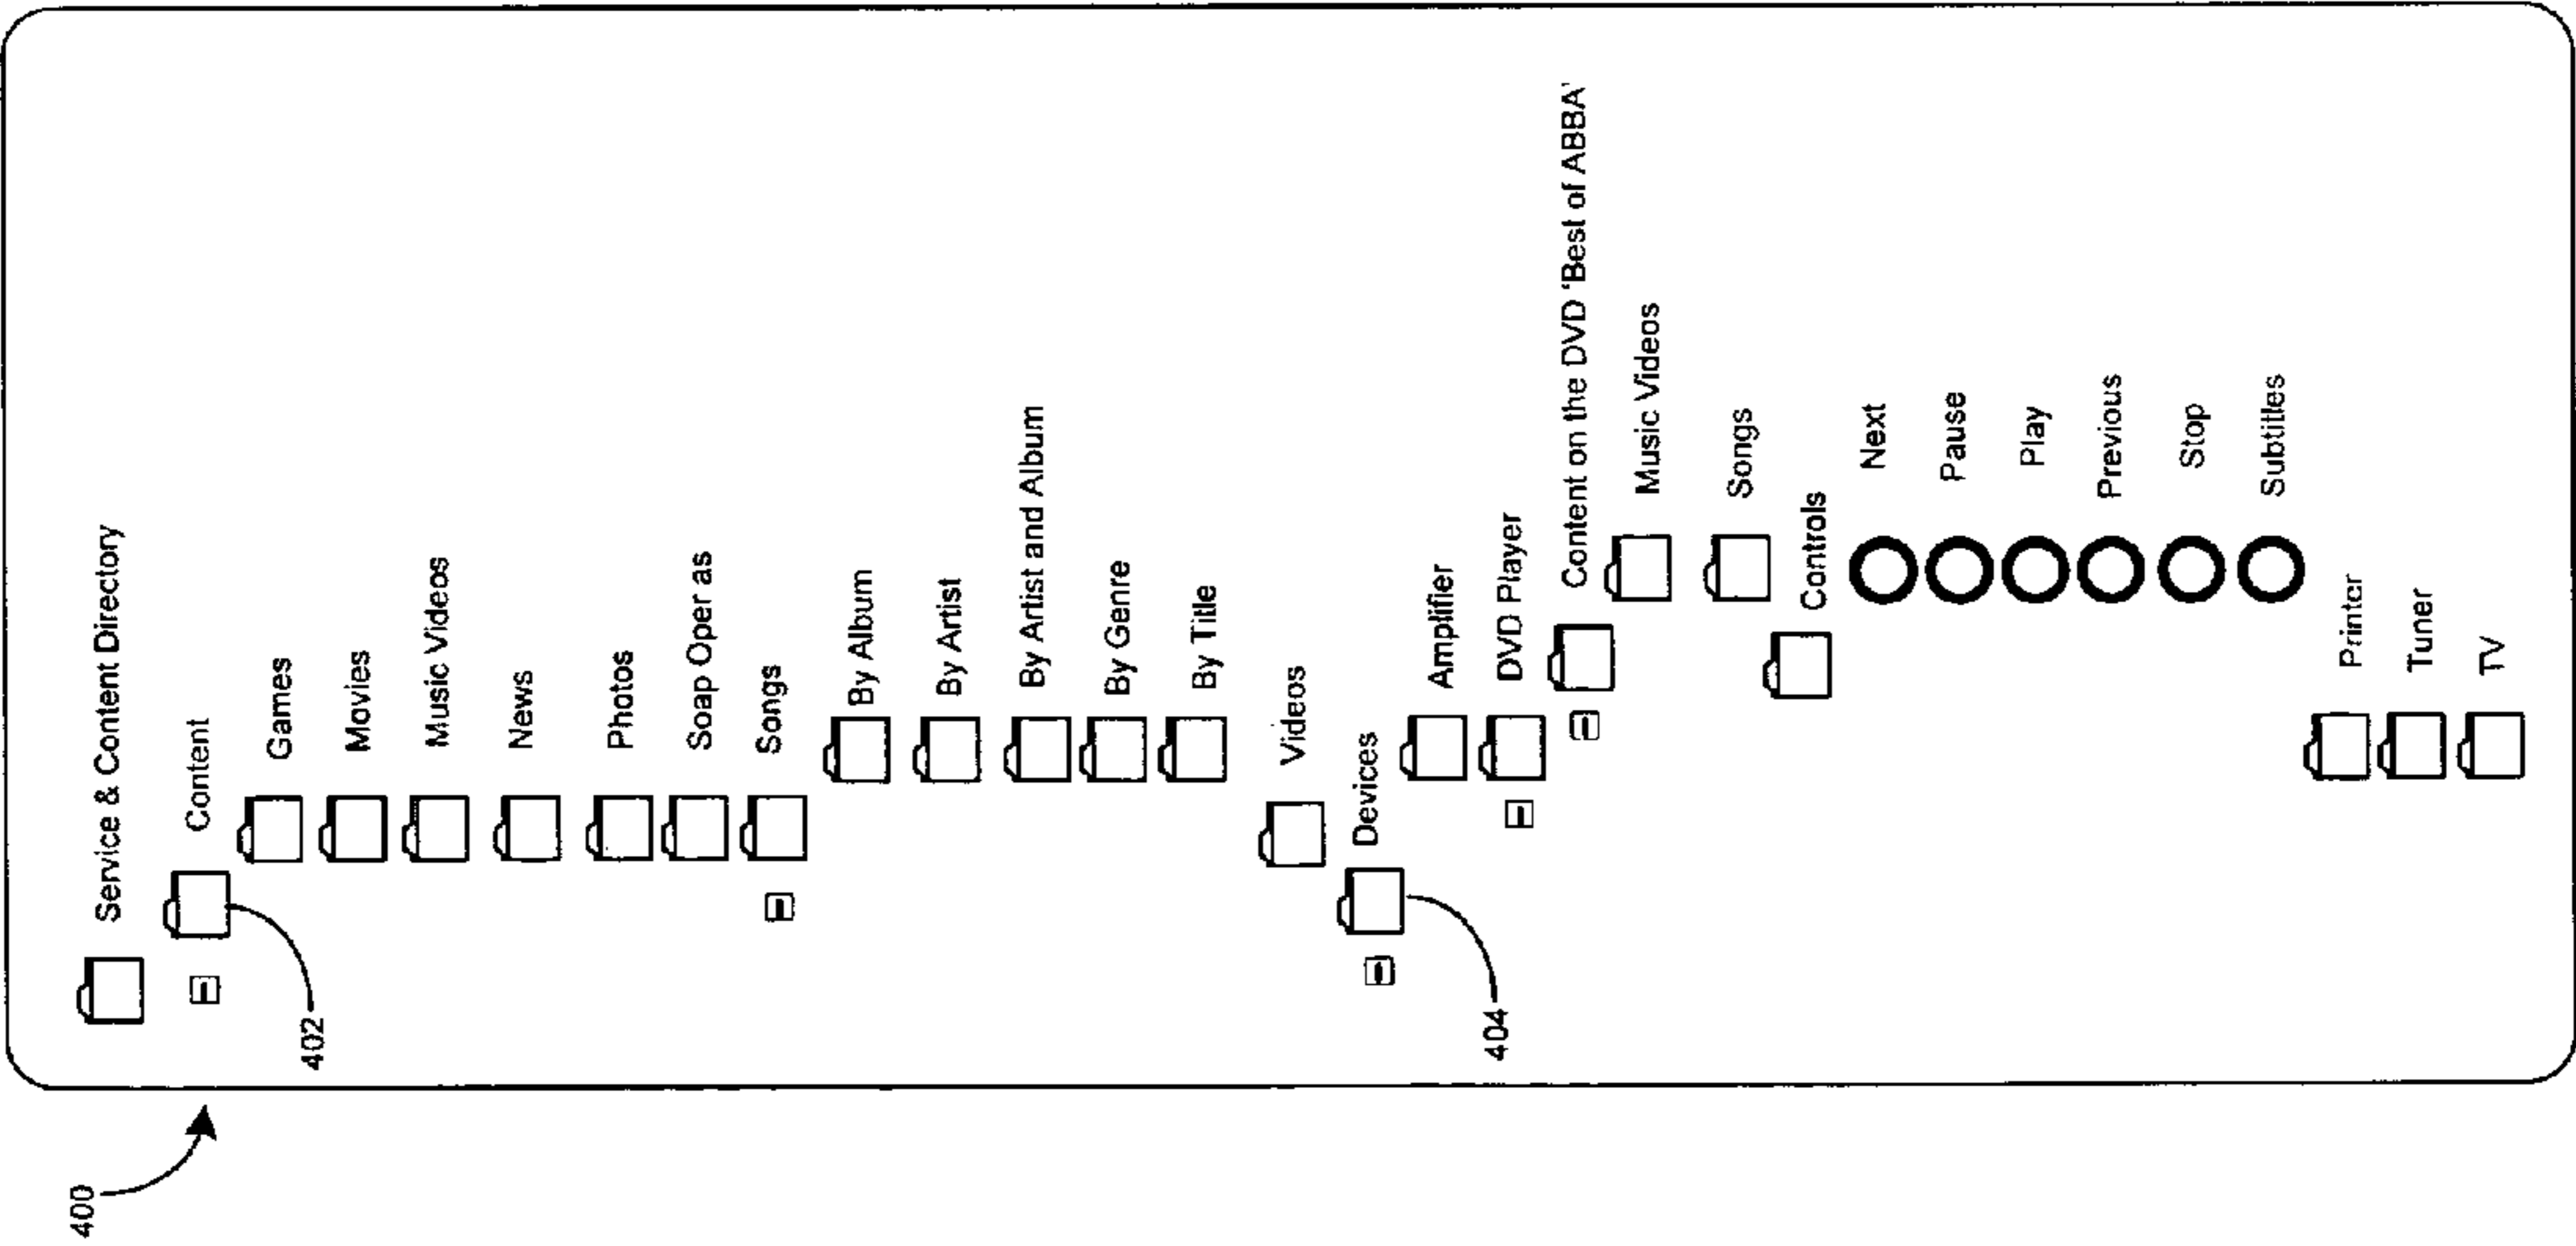 400
Service & Content Directory
Content
402
Games
Movies
Music Videos
News
Photos
Soap Oper as
Songs
By Album
By Artist
By Artist and Album
By Genre
By Title
Videos
Devices
404
Amplifier
DVD Player
Content on the DVD 'Best of ABBA'
Music Videos
Songs
Controls
Next
Pause
Play
Previous
Stop
Subtitles
Printer
Tuner
TV